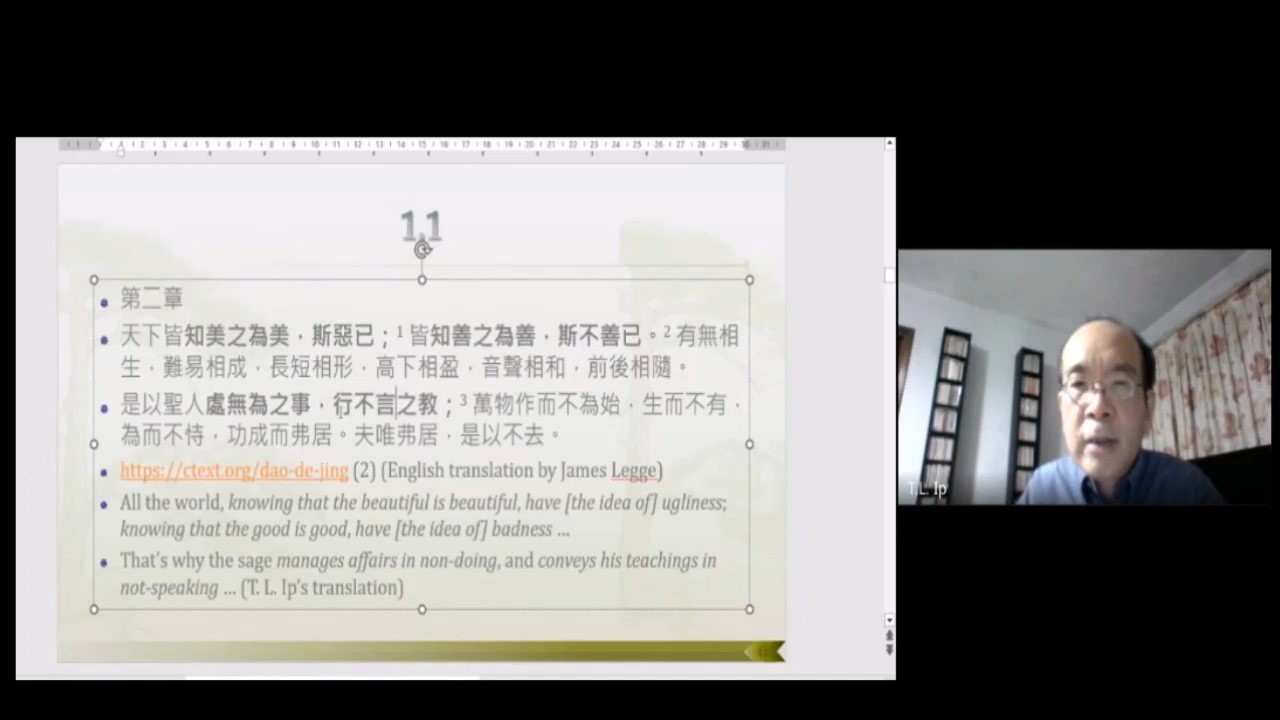 1.1
第二章
天下皆知美之為美，斯惡已；1 皆知善之為善，斯不善已。2 有無相
生，難易相成，長短相形，高下相盈，音聲相和，前後相隨。
是以聖人處無為之事，行不言之教；3 萬物作而不為始，生而不有，
為而不恃，功成而弗居。夫唯弗居，是以不去。
https://ctext.org/dao-de-jing (2) (English translation by James Legge)
All the world, knowing that the beautiful is beautiful, have [the idea of] ugliness;
knowing that the good is good, have [the idea of] badness ...
That's why the sage manages affairs in non-doing, and conveys his teachings in
not-speaking ... (T. L. Ip's translation)
T.L. Ip